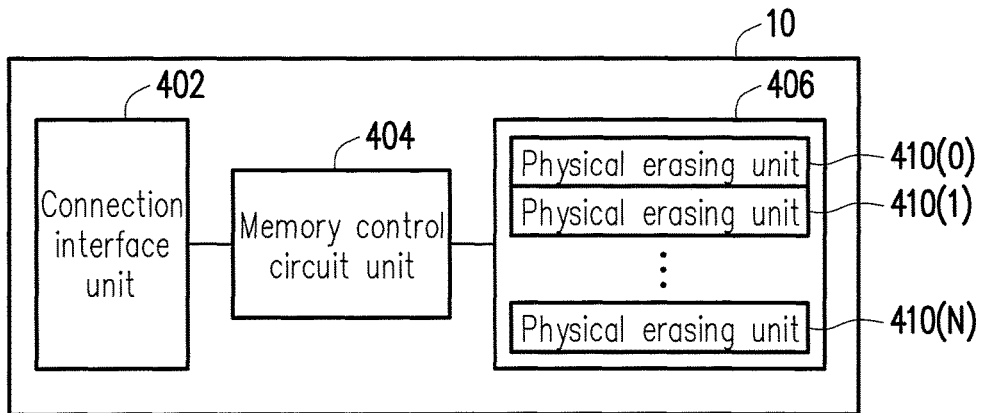 10
402
404
406
Connection
interface
unit
Memory control
circuit unit
Physical erasing unit
410(0)
Physical erasing unit
410(1)
Physical erasing unit
410(N)